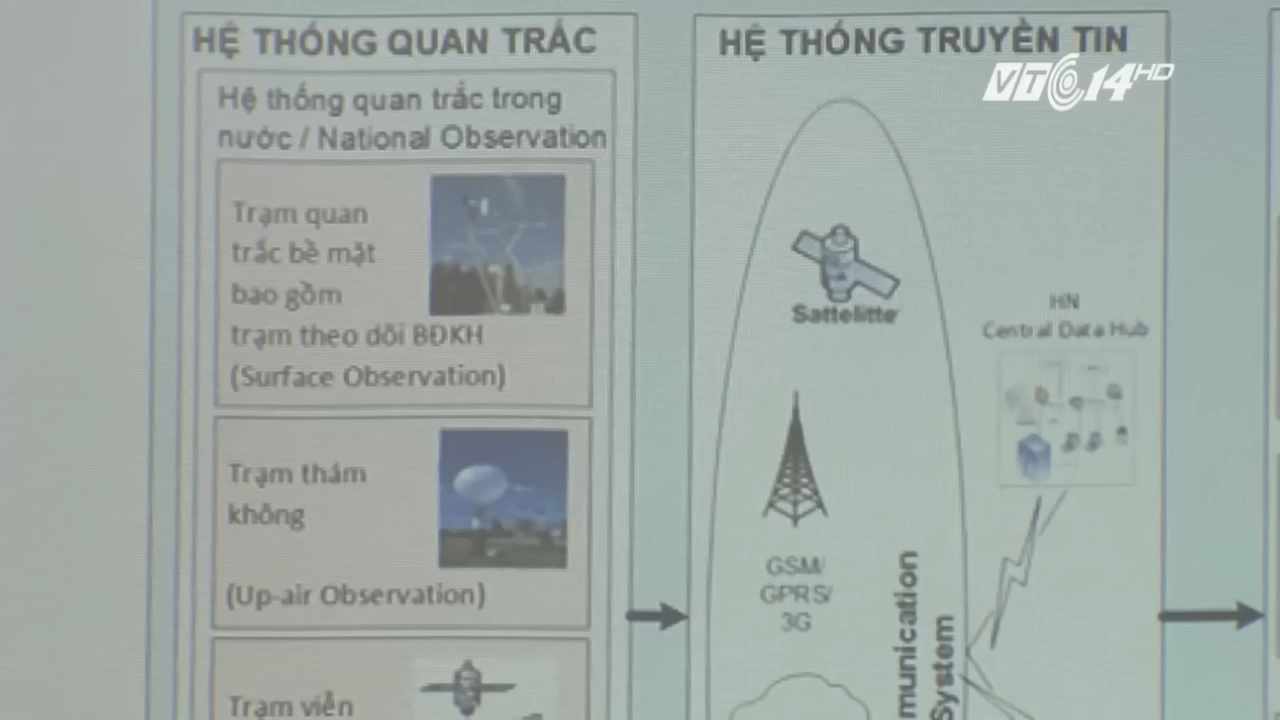 HỆ THỐNG QUAN TRẮC
Hệ thống quan trắc trong
nước / National Observation
Trạm quan
trắc bề mặt
bao gồm
trạm theo dõi BĐKH
(Surface Observation)
Trạm thám
không
(Up-air Observation)
Trạm viễn
HỆ THỐNG TRUYỀN TIN
VTC14HD
Sattelitte
HN
Central Data Hub
GSM/
GPRS/
3G
munication
System